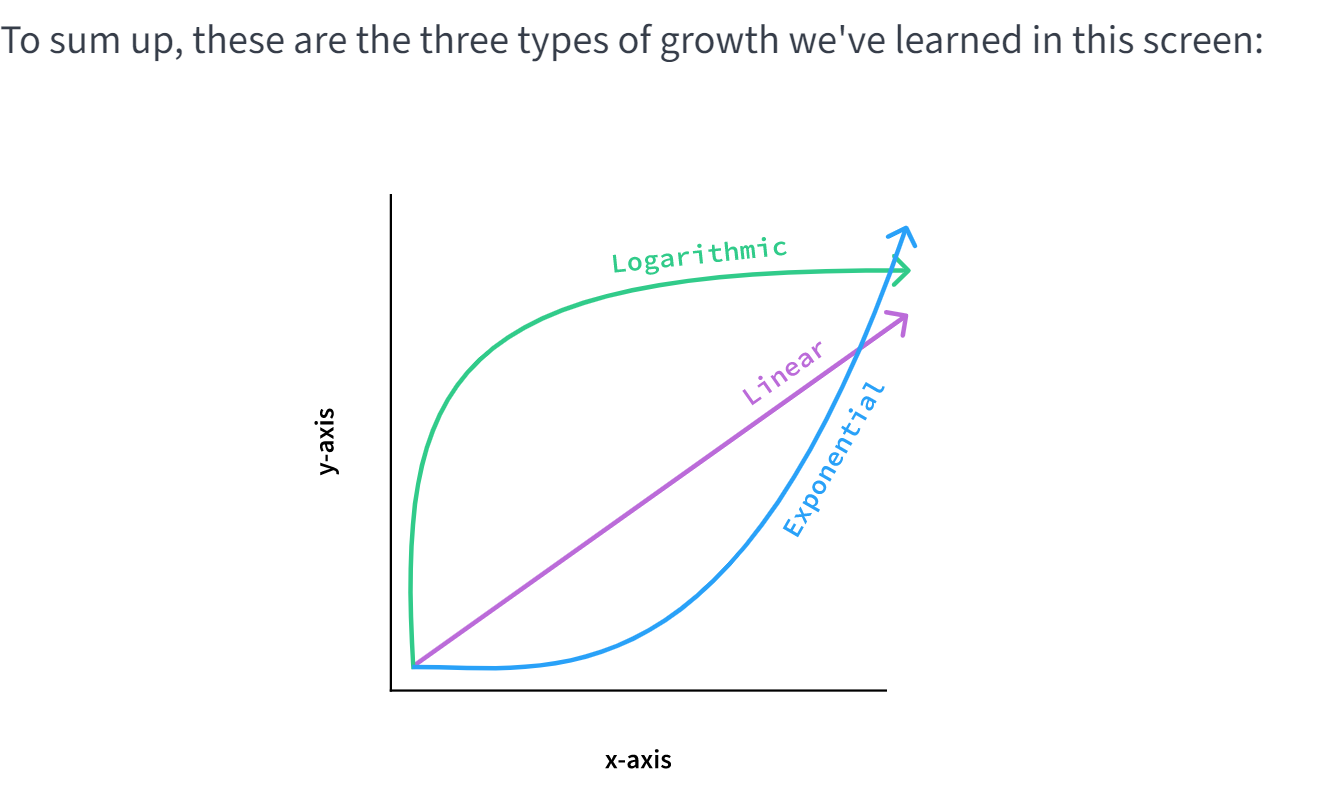 To sum up, these are the three types of growth we've learned in this screen:
Logarithmic
Linear
Exponential
y-axis
x-axis